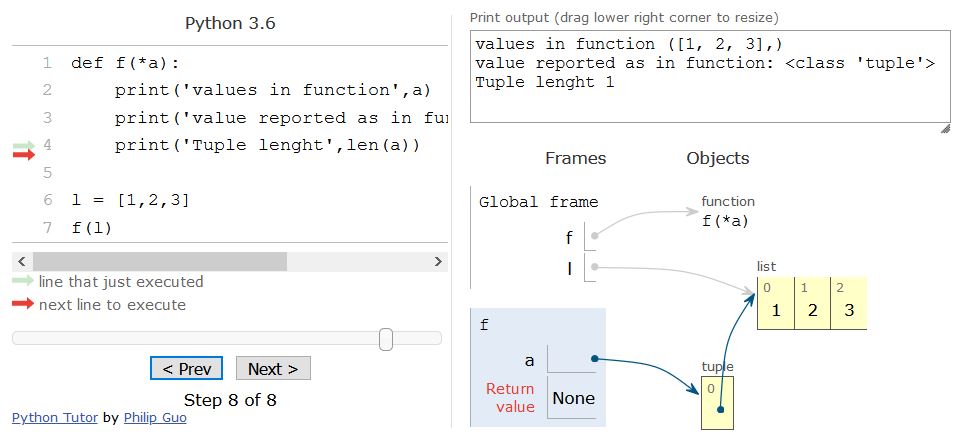 Python 3.6
1 def f(*a):
2     print('values in function',a)
3     print('value reported as in fu
4     print('Tuple lenght',len(a))
5
6 l = [1,2,3]
7 f(l)
line that just executed
next line to execute
< Prev Next >
Step 8 of 8
Python Tutor by Philip Guo
Print output (drag lower right corner to resize)
values in function ([1, 2, 3],)
value reported as in function: <class 'tuple'>
Tuple lenght 1
Frames Objects
Global frame
f
l
function
f(*a)
list
0 1 2
1 2 3
f
a
Return
value None
tuple
0